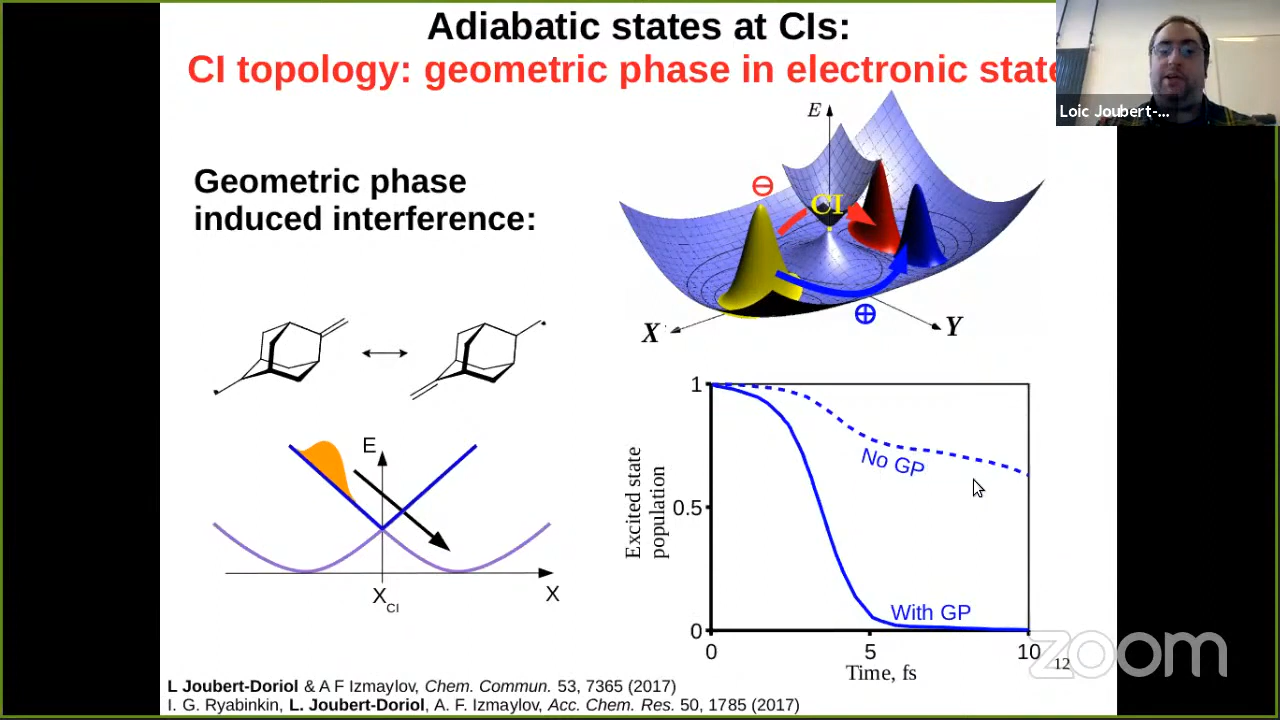 Adiabatic states at CIs:
CI topology: geometric phase in electronic state
Loic Joubert-...
Geometric phase
induced interference:
E
⊖
CI
X
Y
⊕
E
X
X_CI
1
0.5
0
Excited state
population
No GP
With GP
0
5
10
Time, fs
zoom
12
L Joubert-Doriol & A F Izmaylov, Chem. Commun. 53, 7365 (2017)
I. G. Ryabinkin, L. Joubert-Doriol, A. F. Izmaylov, Acc. Chem. Res. 50, 1785 (2017)